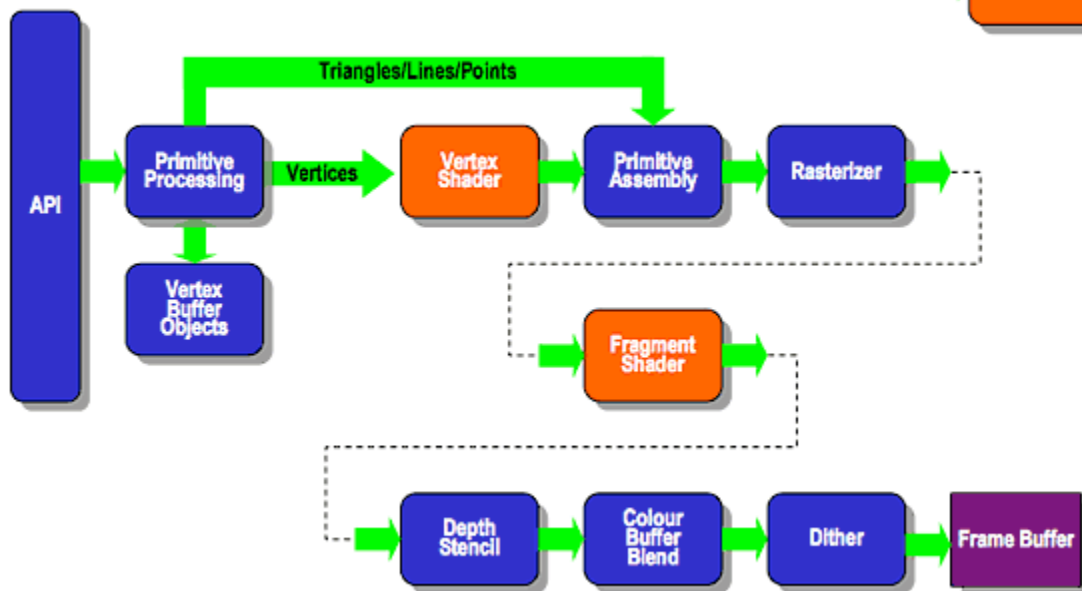 Triangles/Lines/Points
API
Primitive
Processing
Vertices
Vertex
Shader
Primitive
Assembly
Rasterizer
Vertex
Buffer
Objects
Fragment
Shader
Depth
Stencil
Colour
Buffer
Blend
Dither
Frame Buffer